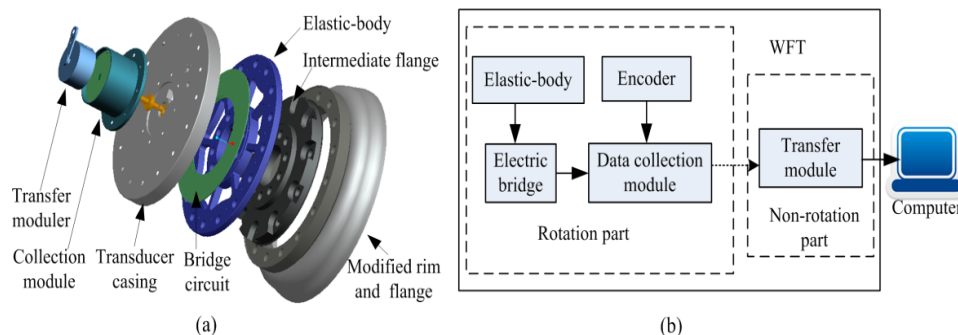 (a)
Elastic-body
Intermediate flange
Transfer
moduler
Collection
module
Transducer
casing
Bridge
circuit
Modified rim
and flange
(a)
WFT
Elastic-body
Encoder
Electric
bridge
Data collection
module
Transfer
module
Rotation part
Non-rotation
part
Computer
(b)